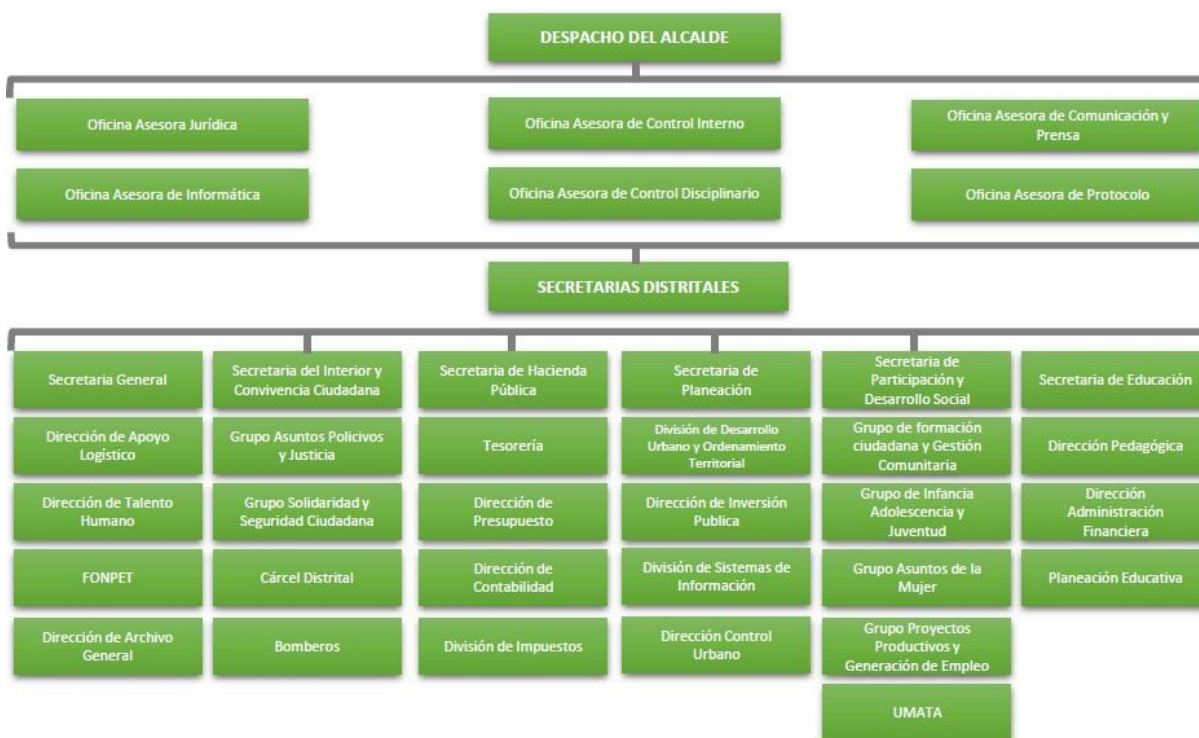 DESPACHO DEL ALCALDE
Oficina Asesora Jurídica
Oficina Asesora de Control Interno
Oficina Asesora de Comunicación y
Prensa
Oficina Asesora de Informática
Oficina Asesora de Control Disciplinario
Oficina Asesora de Protocolo
SECRETARIAS DISTRITALES
Secretaria General
Secretaria del Interior y
Convivencia Ciudadana
Secretaria de Hacienda
Pública
Secretaria de
Planeación
Secretaria de
Participación y
Desarrollo Social
Secretaria de Educación
Dirección de Apoyo
Logístico
Grupo Asuntos Policivos
y Justicia
Tesorería
División de Desarrollo
Urbano y Ordenamiento
Territorial
Grupo de formación
ciudadana y Gestión
Comunitaria
Dirección Pedagógica
Dirección de Talento
Humano
Grupo Solidaridad y
Seguridad Ciudadana
Dirección de
Presupuesto
Dirección de Inversión
Publica
Grupo de Infancia
Adolescencia y
Juventud
Dirección
Administración
Financiera
FONPET
Cárcel Distrital
Dirección de
Contabilidad
División de Sistemas de
Información
Grupo Asuntos de la
Mujer
Planeación Educativa
Dirección de Archivo
General
Bomberos
División de Impuestos
Dirección Control
Urbano
Grupo Proyectos
Productivos y
Generación de Empleo
UMATA